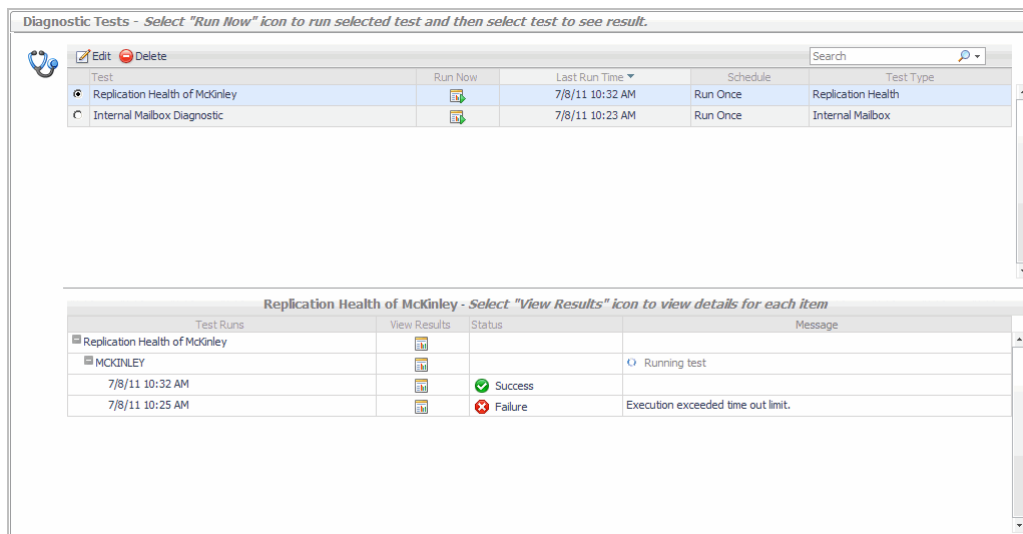 Diagnostic Tests - Select "Run Now" icon to run selected test and then select test to see result.
Edit Delete Search
Test Run Now Last Run Time Schedule Test Type
Replication Health of McKinley 7/8/11 10:32 AM Run Once Replication Health
Internal Mailbox Diagnostic 7/8/11 10:23 AM Run Once Internal Mailbox
Replication Health of McKinley - Select "View Results" icon to view details for each item
Test Runs View Results Status Message
Replication Health of McKinley
MCKINLEY Running test
7/8/11 10:32 AM Success
7/8/11 10:25 AM Failure Execution exceeded time out limit.